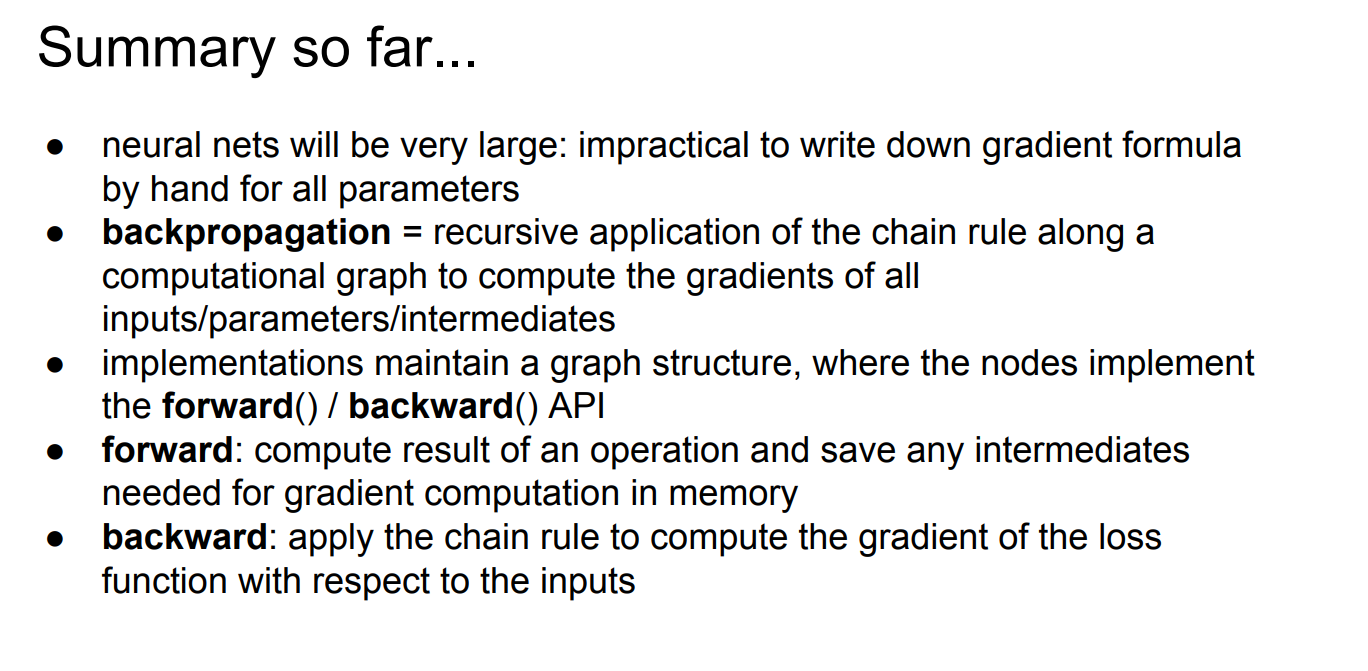 Summary so far...
● neural nets will be very large: impractical to write down gradient formula
by hand for all parameters
● backpropagation = recursive application of the chain rule along a
computational graph to compute the gradients of all
inputs/parameters/intermediates
● implementations maintain a graph structure, where the nodes implement
the forward() / backward() API
● forward: compute result of an operation and save any intermediates
needed for gradient computation in memory
● backward: apply the chain rule to compute the gradient of the loss
function with respect to the inputs